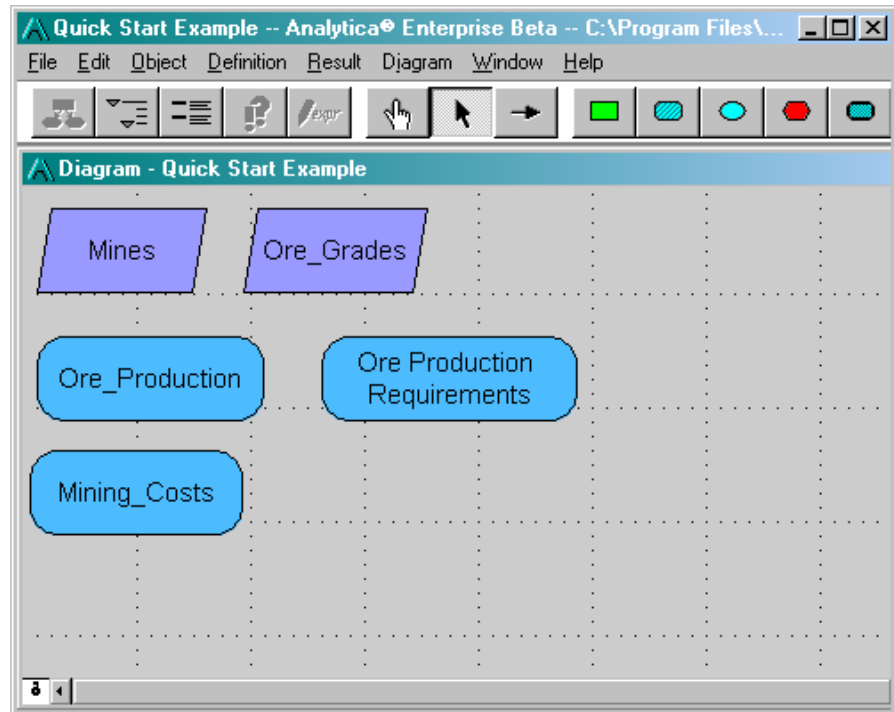 Quick Start Example -- Analytica® Enterprise Beta -- C:\Program Files\...
File Edit Object Definition Result Diagram Window Help
expr
Diagram - Quick Start Example
Mines
Ore_Grades
Ore_Production
Ore Production
Requirements
Mining_Costs